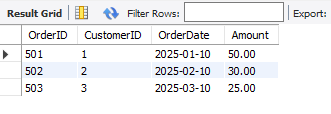 Result Grid Filter Rows: Export:
OrderID CustomerID OrderDate Amount
501 1 2025-01-10 50.00
502 2 2025-02-10 30.00
503 3 2025-03-10 25.00